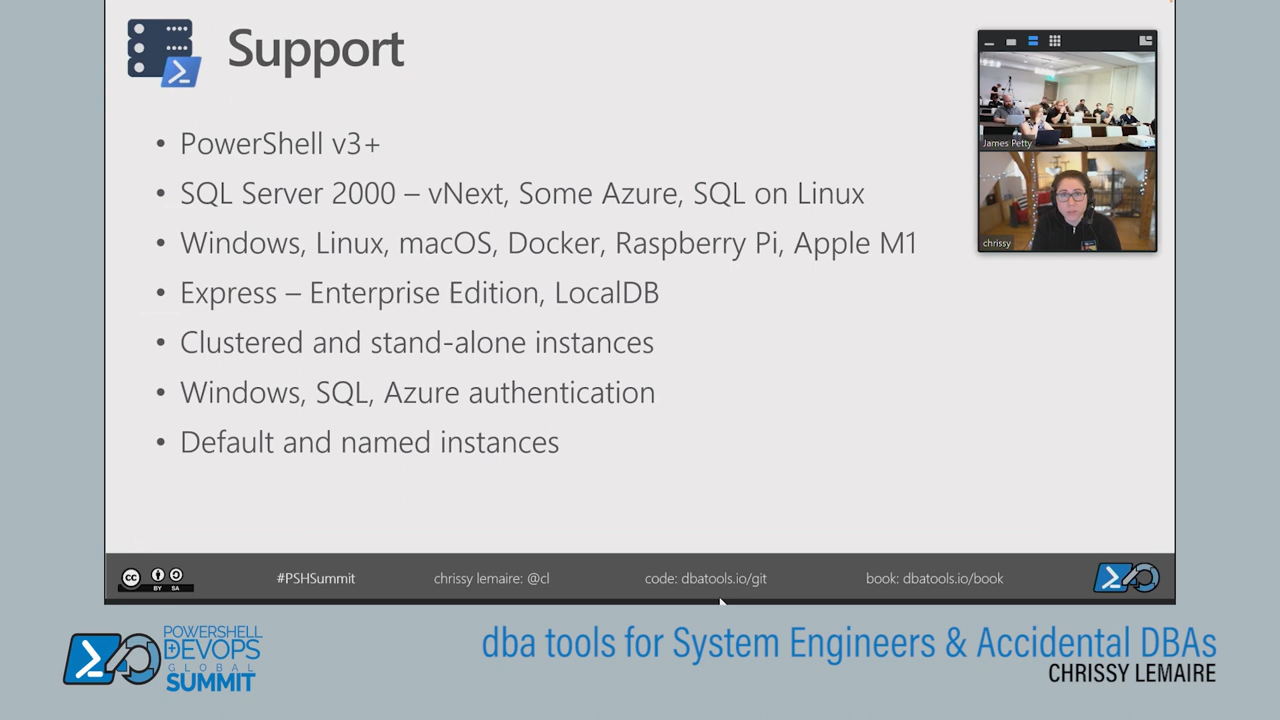 Support
• PowerShell v3+
• SQL Server 2000 – vNext, Some Azure, SQL on Linux
• Windows, Linux, macOS, Docker, Raspberry Pi, Apple M1
• Express – Enterprise Edition, LocalDB
• Clustered and stand-alone instances
• Windows, SQL, Azure authentication
• Default and named instances
James Petty
chrissy
cc BY SA
#PSHSummit
chrissy lemaire: @cl
code: dbatools.io/git
book: dbatools.io/book
POWERSHELL
+DEVOPS
GLOBAL
SUMMIT
dba tools for System Engineers & Accidental DBAs
CHRISSY LEMAIRE